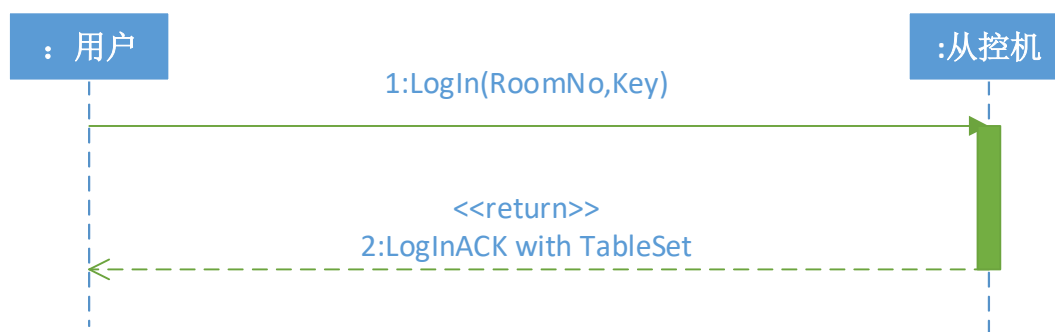 ：用户
:从控机
1:LogIn(RoomNo,Key)
<<return>>
2:LogInACK with TableSet